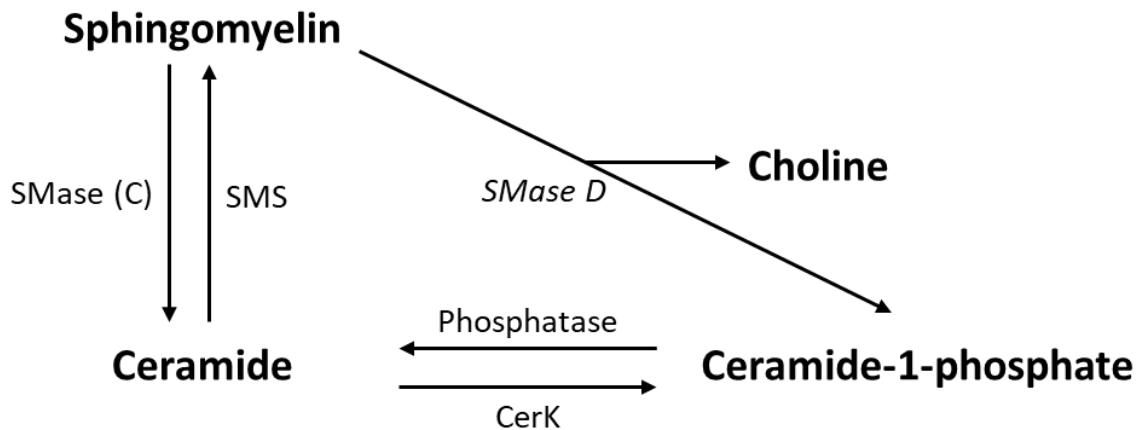 Sphingomyelin
SMase (C)
SMS
SMase D
Choline
Phosphatase
Ceramide
Ceramide-1-phosphate
CerK